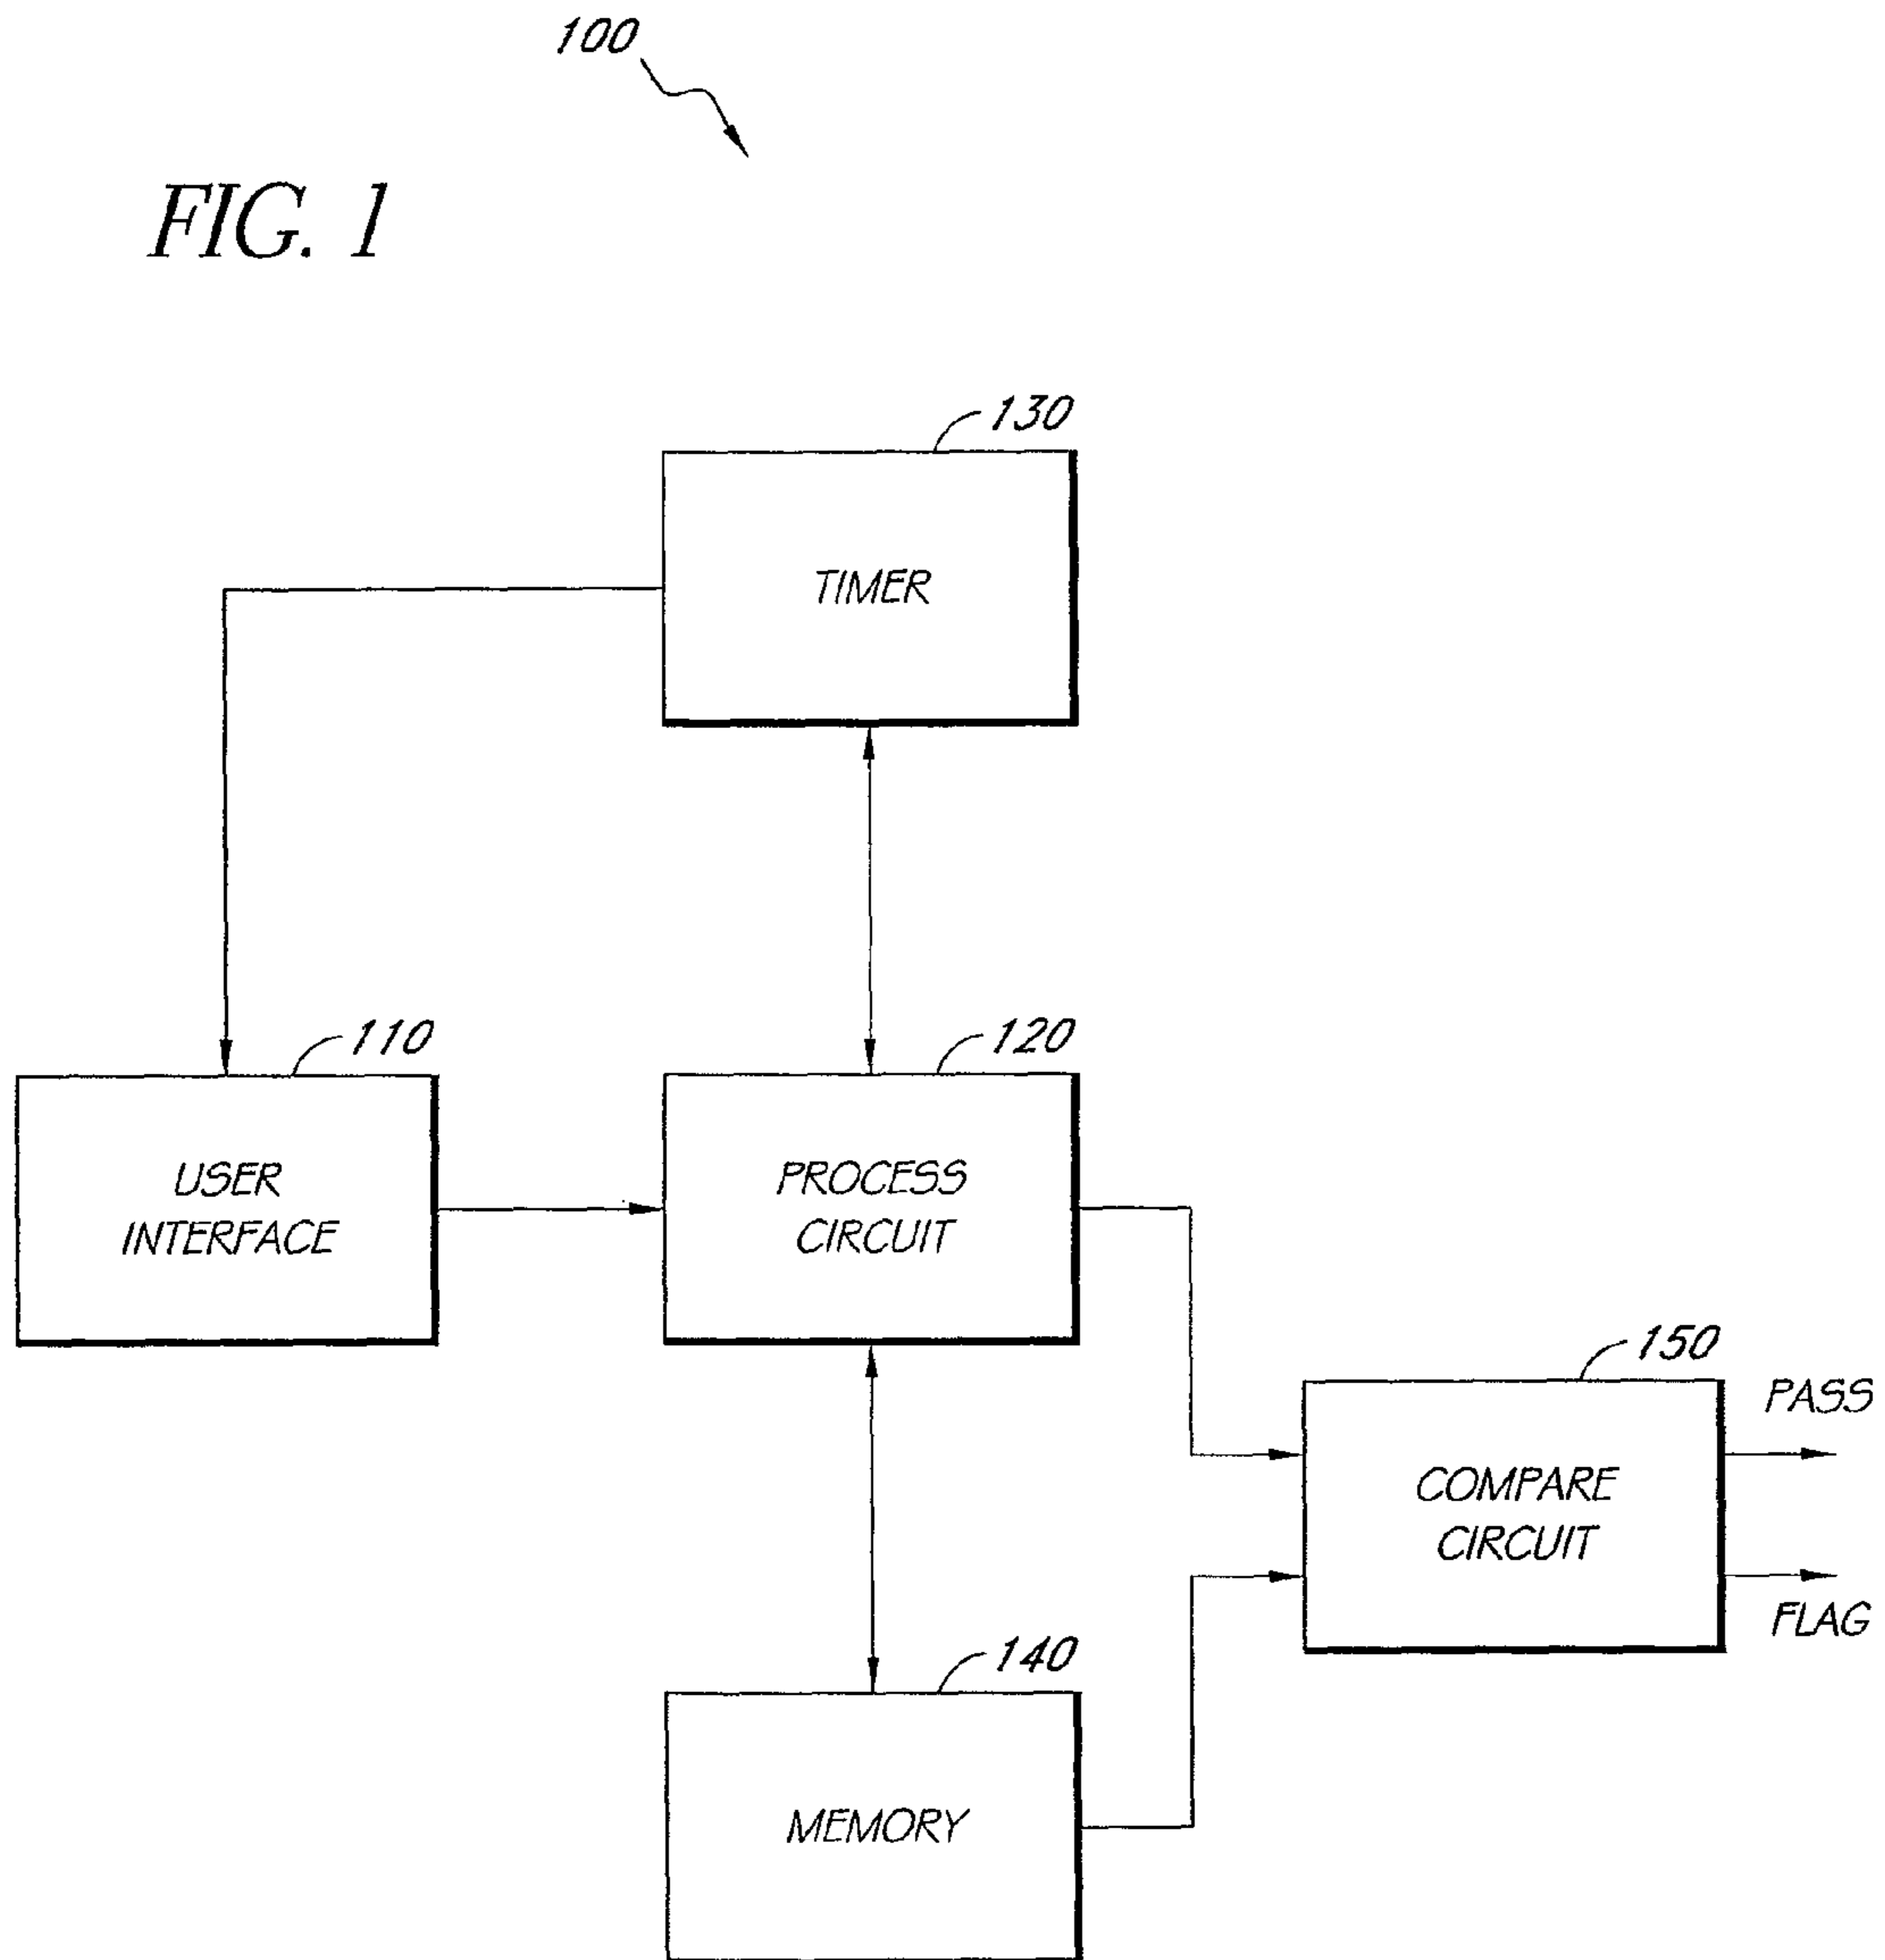 100
FIG. 1
130
TIMER
110
USER
INTERFACE
120
PROCESS
CIRCUIT
150
COMPARE
CIRCUIT
PASS
FLAG
140
MEMORY